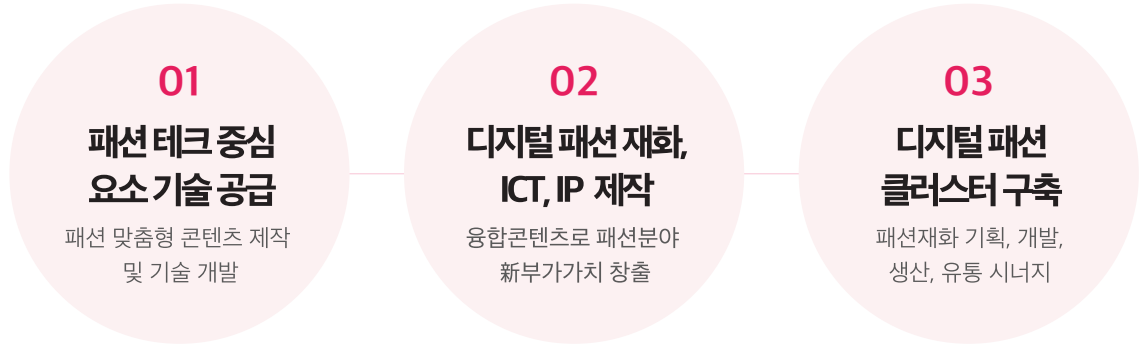 01
패션 테크 중심
요소 기술 공급
패션 맞춤형 콘텐츠 제작
및 기술 개발
02
디지털 패션 재화,
ICT, IP 제작
융합콘텐츠로 패션분야
新부가가치 창출
03
디지털 패션
클러스터 구축
패션재화 기획, 개발,
생산, 유통 시너지